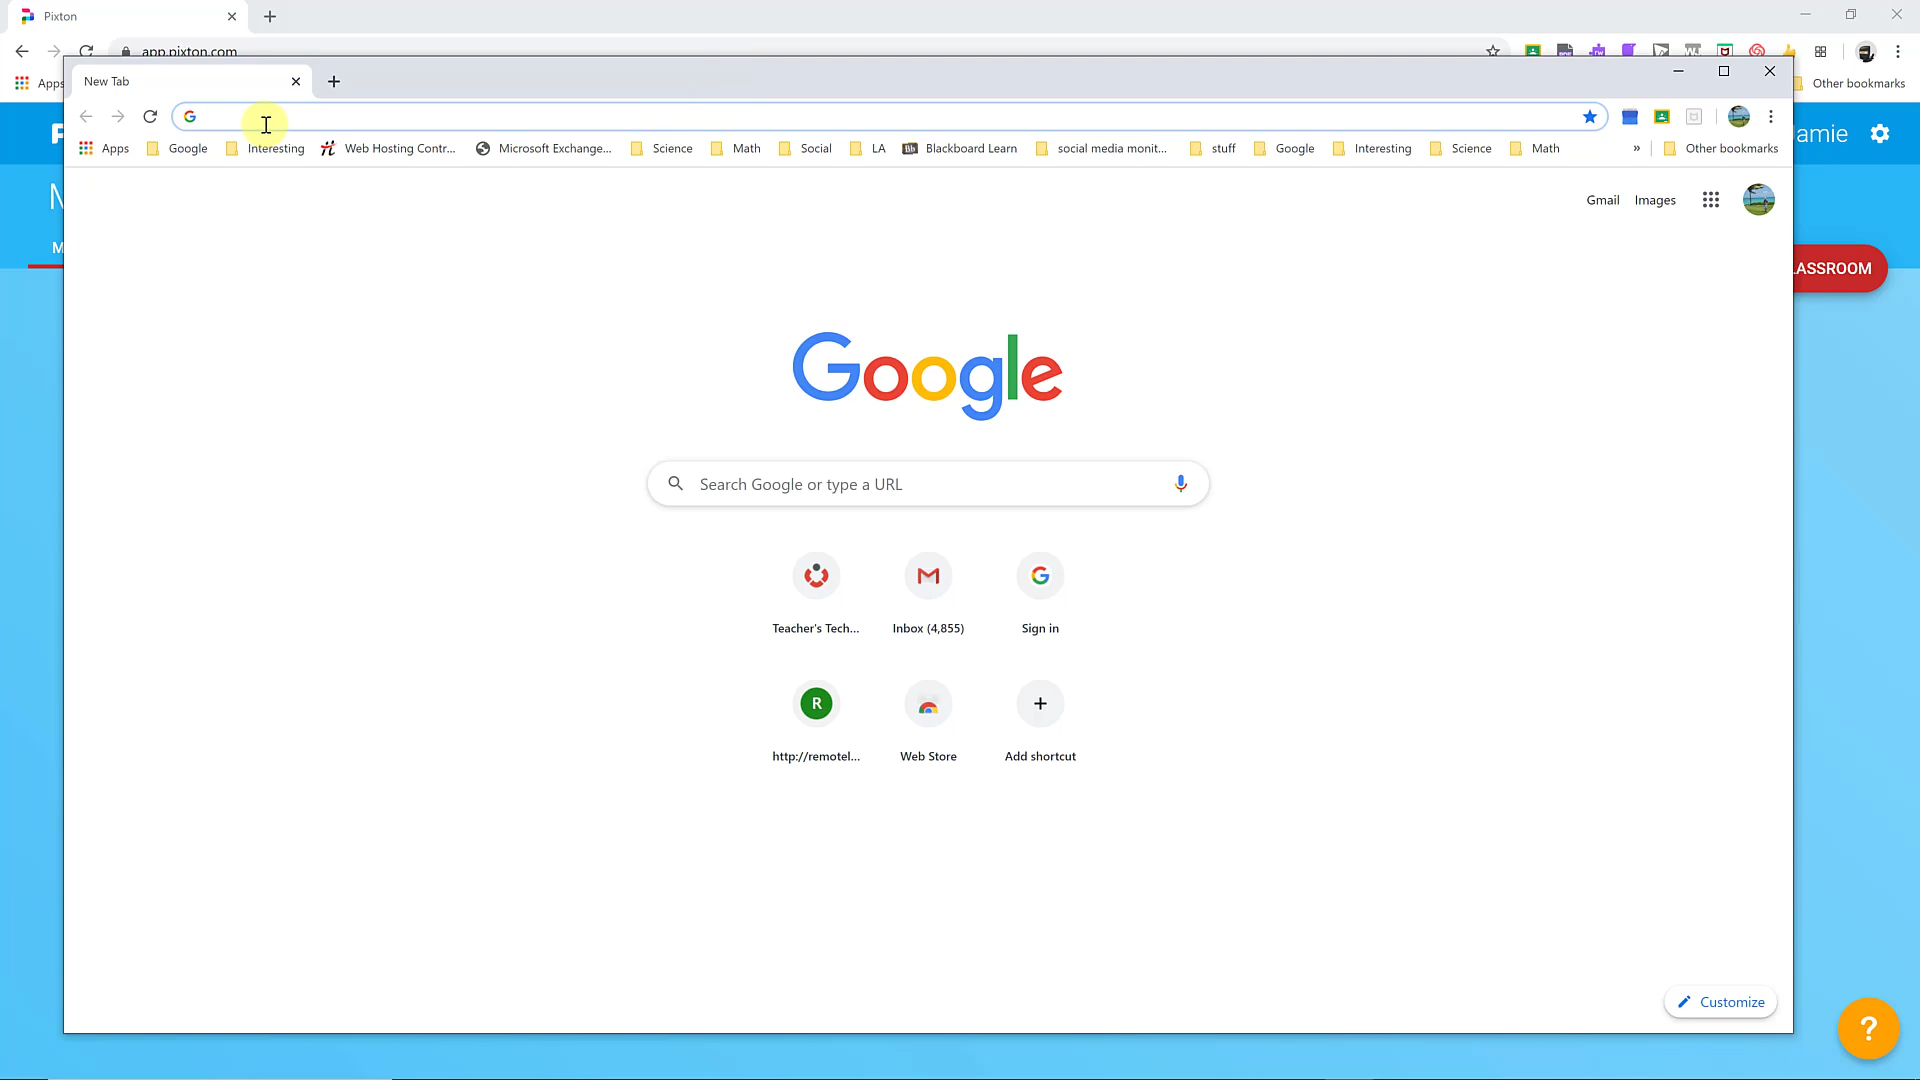 Pixton
app.pixton.com
Apps
Other bookmarks
New Tab
Apps Google Interesting Web Hosting Contr... Microsoft Exchange... Science Math Social LA Blackboard Learn social media monit... stuff Google Interesting Science Math » Other bookmarks
amie
M
M
LASSROOM
Gmail Images
Google
Search Google or type a URL
Teacher's Tech... Inbox (4,855) Sign in
R
http://remotel... Web Store Add shortcut
Customize
?